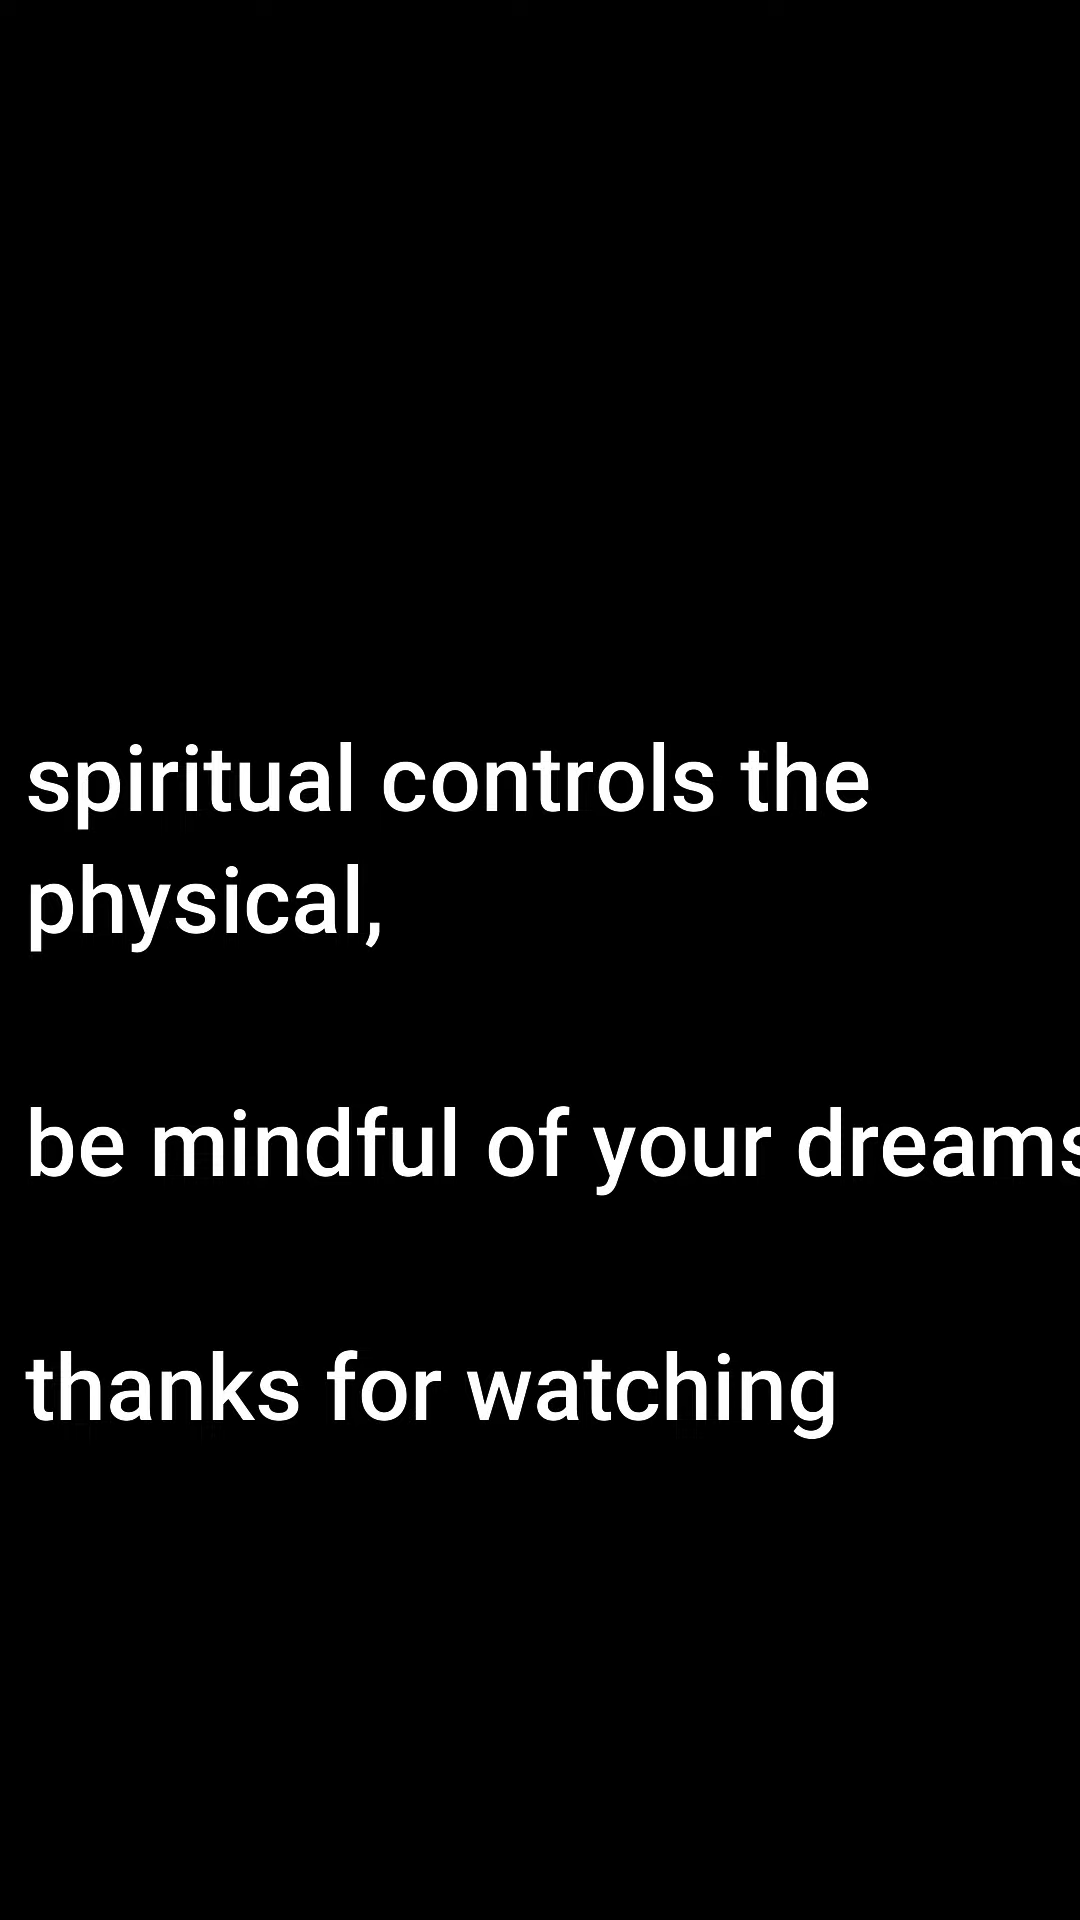 spiritual controls the
physical,
be mindful of your dreams
thanks for watching